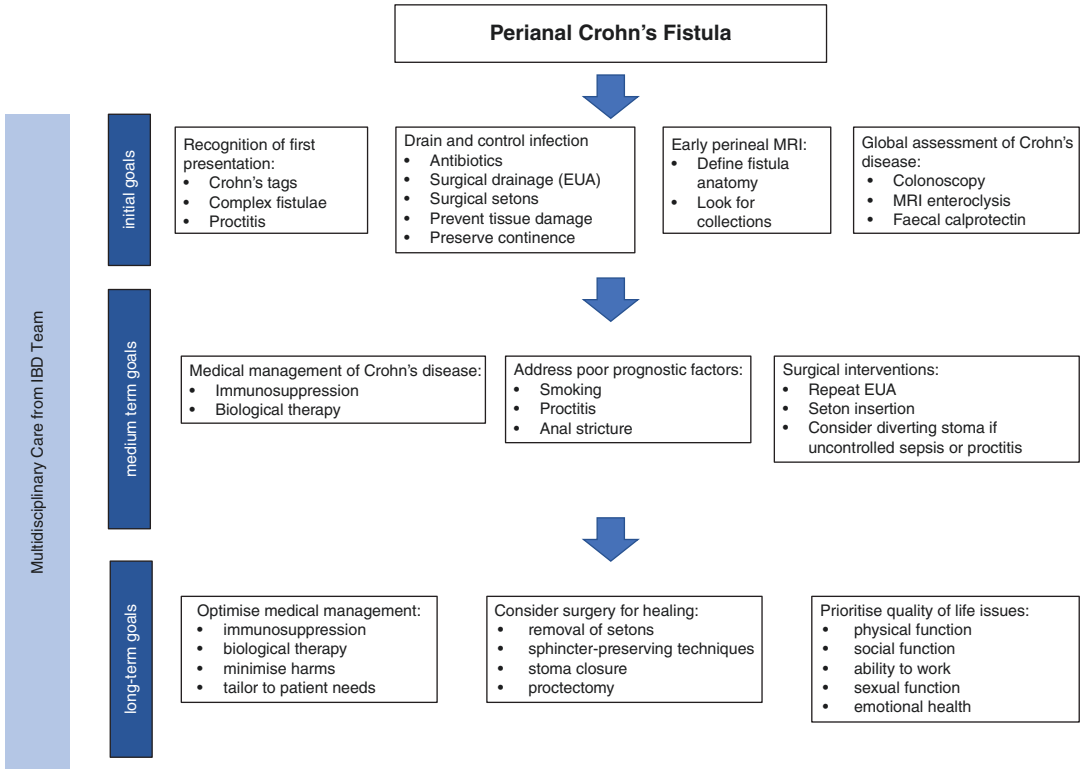 Perianal Crohn's Fistula
Multidisciplinary Care from IBD Team
initial goals
Recognition of first
presentation:
• Crohn's tags
• Complex fistulae
• Proctitis
Drain and control infection
• Antibiotics
• Surgical drainage (EUA)
• Surgical setons
• Prevent tissue damage
• Preserve continence
Early perineal MRI:
• Define fistula
anatomy
• Look for
collections
Global assessment of Crohn's
disease:
• Colonoscopy
• MRI enteroclysis
• Faecal calprotectin
medium term goals
Medical management of Crohn's disease:
• Immunosuppression
• Biological therapy
Address poor prognostic factors:
• Smoking
• Proctitis
• Anal stricture
Surgical interventions:
• Repeat EUA
• Seton insertion
• Consider diverting stoma if
uncontrolled sepsis or proctitis
long-term goals
Optimise medical management:
• immunosuppression
• biological therapy
• minimise harms
• tailor to patient needs
Consider surgery for healing:
• removal of setons
• sphincter-preserving techniques
• stoma closure
• proctectomy
Prioritise quality of life issues:
• physical function
• social function
• ability to work
• sexual function
• emotional health